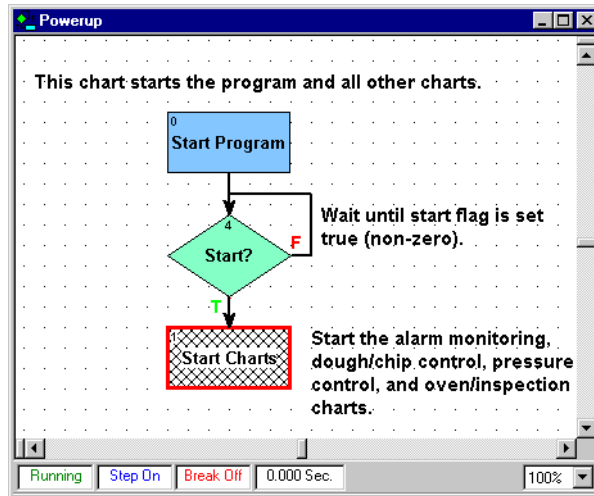 Powerup
This chart starts the program and all other charts.
0
Start Program
4
Start?
F
Wait until start flag is set
true (non-zero).
T
1
Start Charts
Start the alarm monitoring,
dough/chip control, pressure
control, and oven/inspection
charts.
Running Step On Break Off 0.000 Sec. 100%